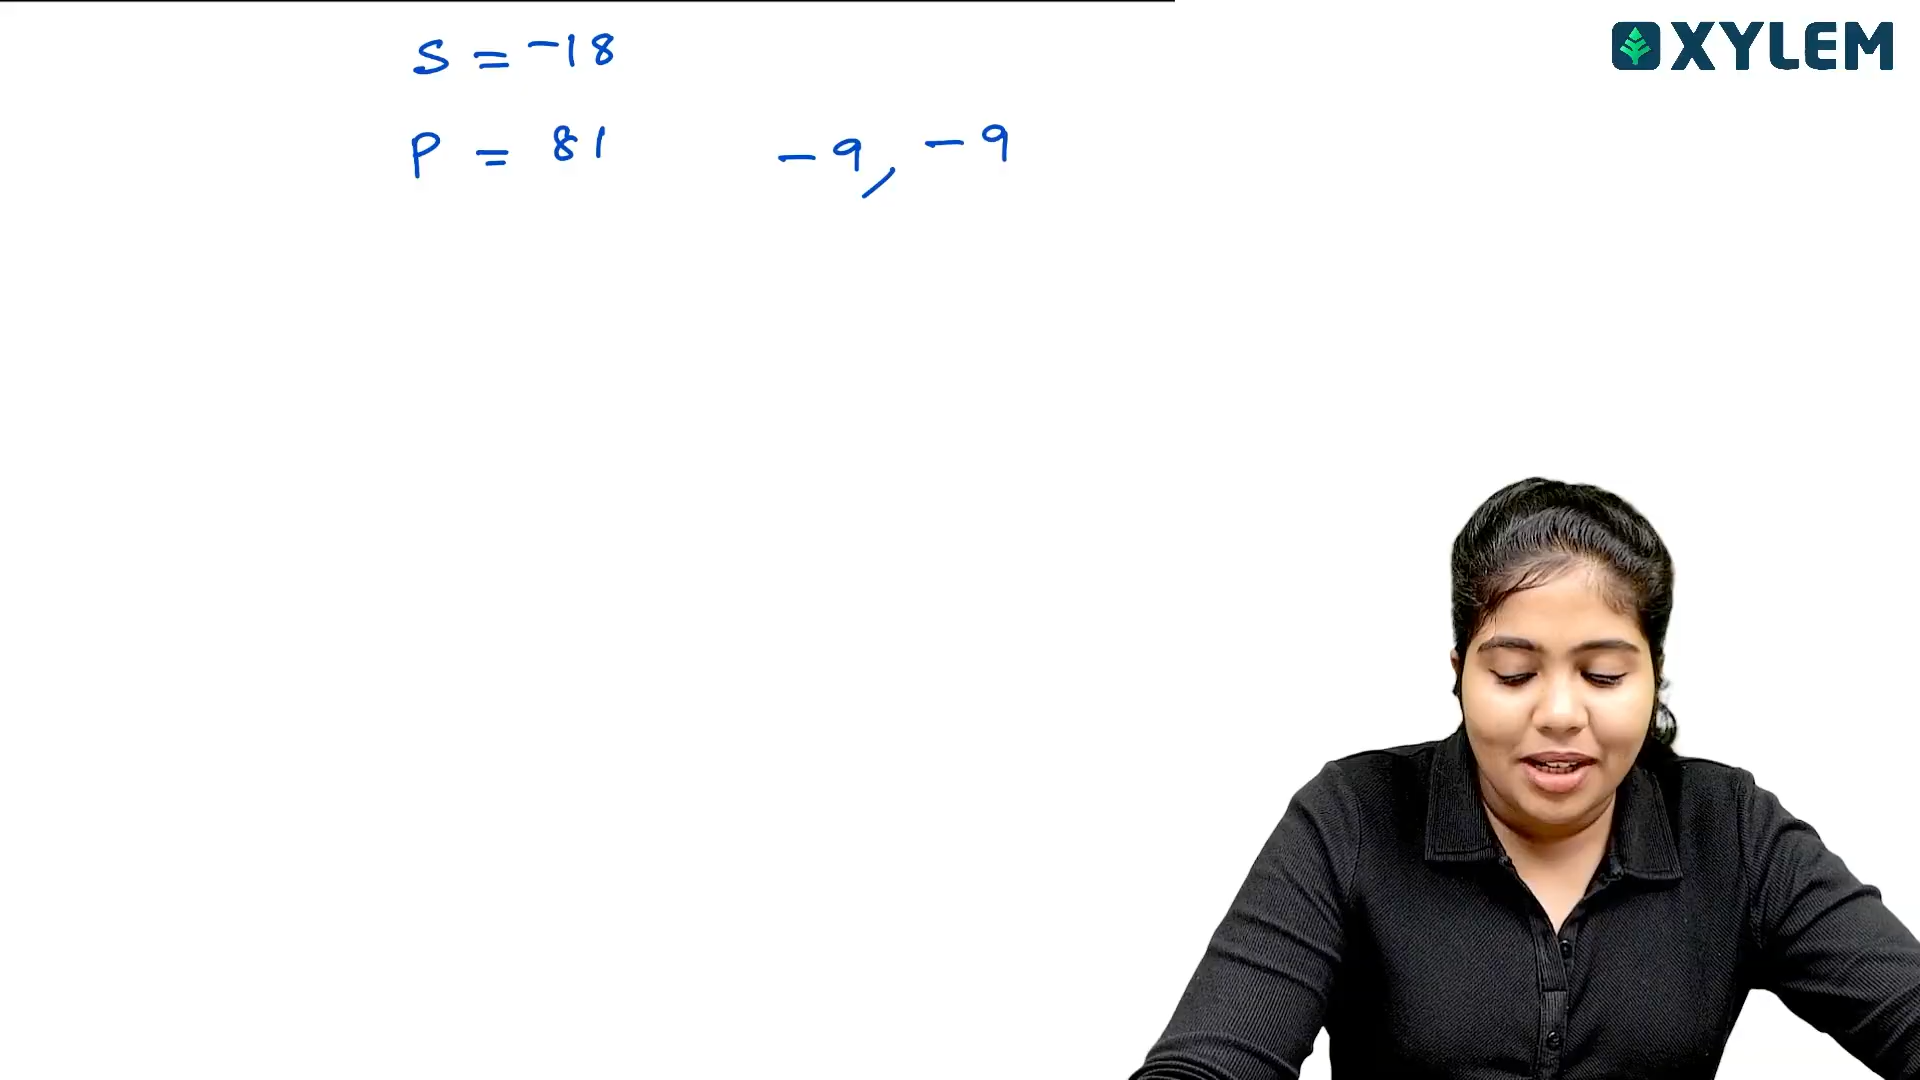 XYLEM
S = -18
P = 81 -9, -9